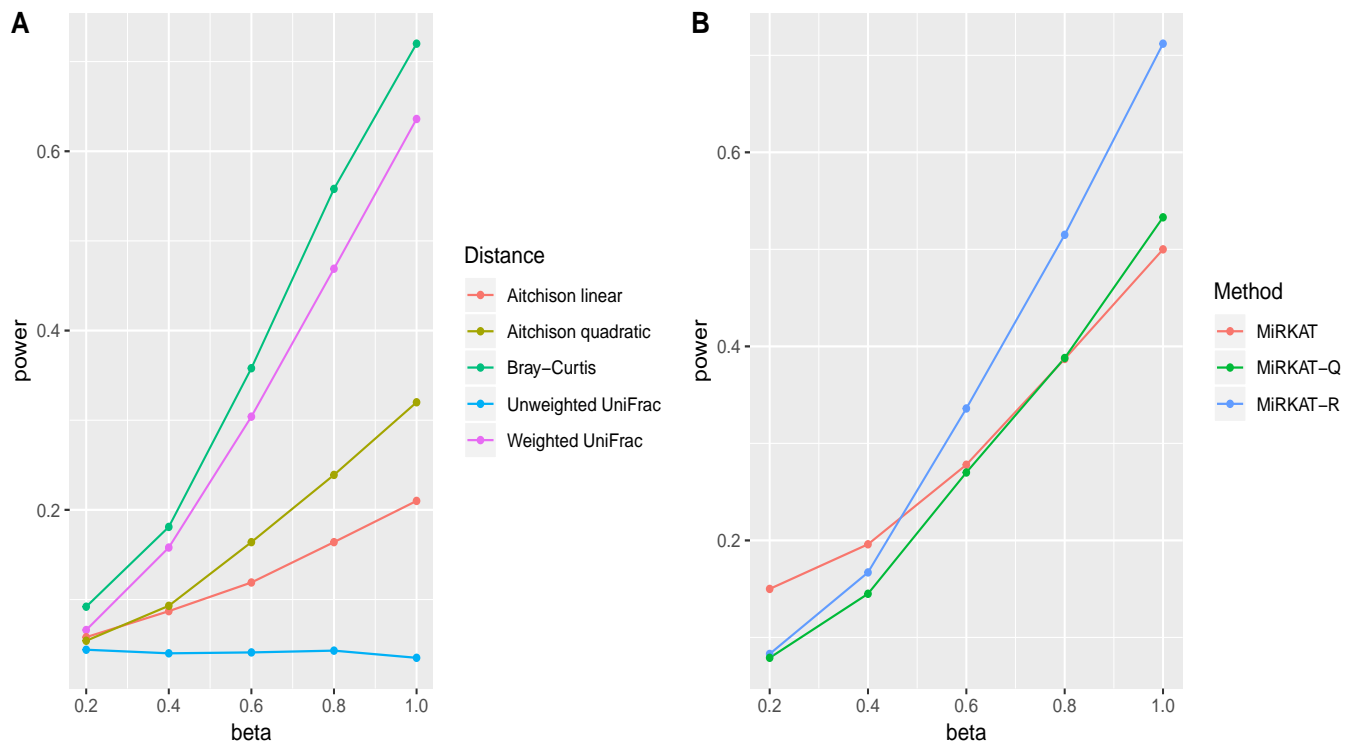 A
power
0.6
0.4
0.2
0.2 0.4 0.6 0.8 1.0
beta
Distance
Aitchison linear
Aitchison quadratic
Bray−Curtis
Unweighted UniFrac
Weighted UniFrac
B
power
0.6
0.4
0.2
0.2 0.4 0.6 0.8 1.0
beta
Method
MiRKAT
MiRKAT−Q
MiRKAT−R